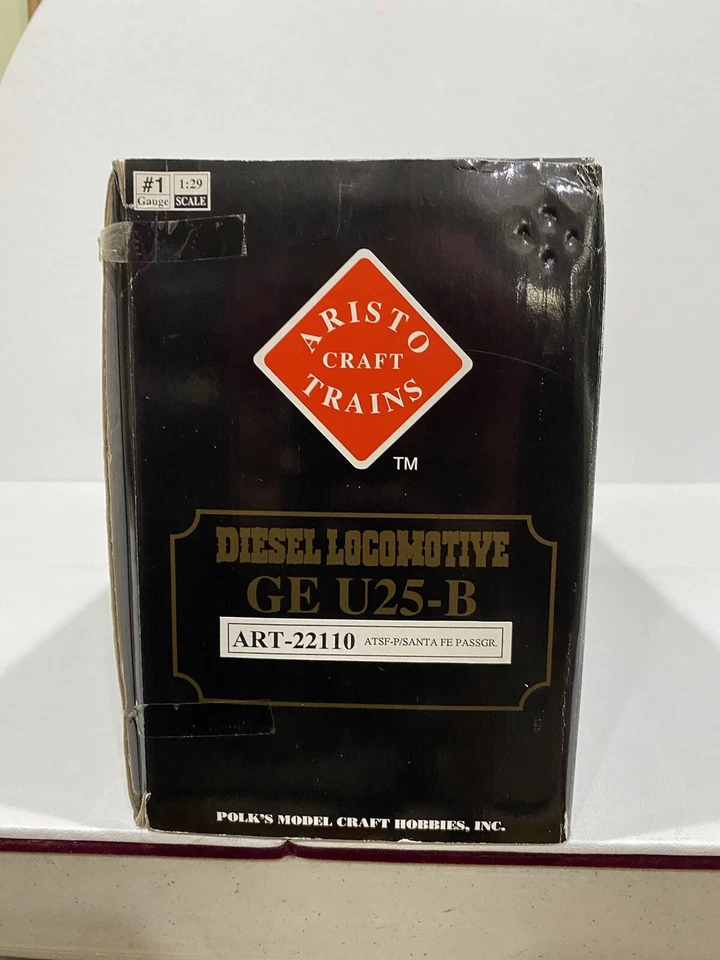 #1 1:29
Gauge SCALE
ARISTO
CRAFT
TRAINS
TM
DIESEL LOCOMOTIVE
GE U25-B
ART-22110 ATSF-P/SANTA FE PASSGR.
POLK'S MODEL CRAFT HOBBIES, INC.